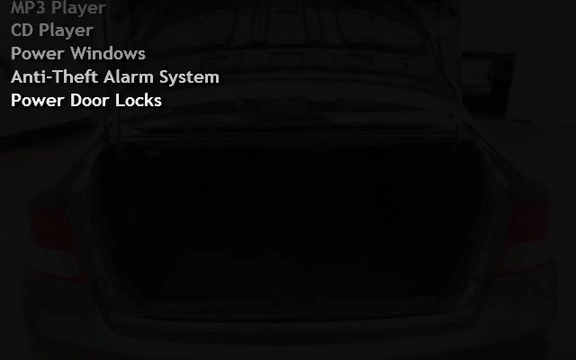 MP3 Player
CD Player
Power Windows
Anti-Theft Alarm System
Power Door Locks